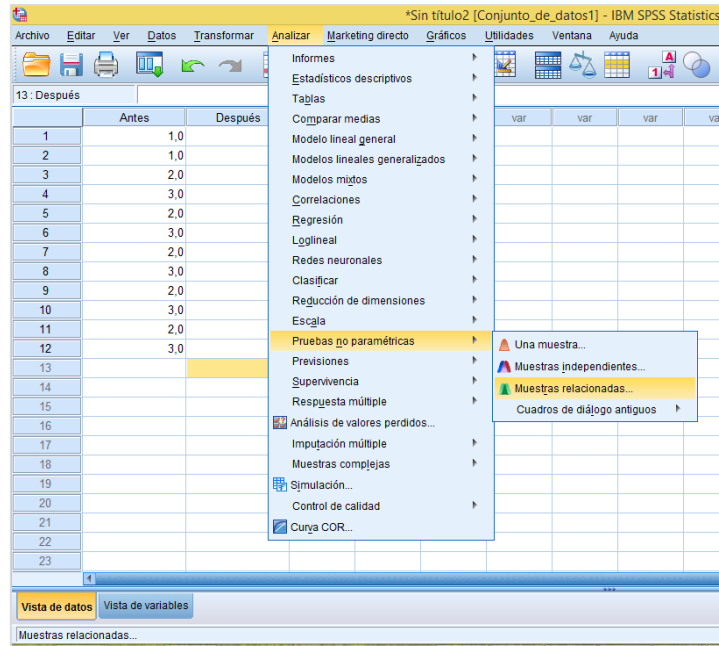 *Sin título2 [Conjunto_de_datos1] - IBM SPSS Statistics
Archivo Editar Ver Datos Transformar Analizar Marketing directo Gráficos Utilidades Ventana Ayuda
13 : Después
Antes Después var var var
1 1,0
2 1,0
3 2,0
4 3,0
5 2,0
6 3,0
7 2,0
8 3,0
9 2,0
10 3,0
11 2,0
12 3,0
13
14
15
16
17
18
19
20
21
22
23
Informes
Estadísticos descriptivos
Tablas
Comparar medias
Modelo lineal general
Modelos lineales generalizados
Modelos mixtos
Correlaciones
Regresión
Loglineal
Redes neuronales
Clasificar
Reducción de dimensiones
Escala
Pruebas no paramétricas
Previsiones
Supervivencia
Respuesta múltiple
Análisis de valores perdidos...
Imputación múltiple
Muestras complejas
Simulación...
Control de calidad
Curva COR...
Una muestra...
Muestras independientes...
Muestras relacionadas...
Cuadros de diálogo antiguos
Vista de datos Vista de variables
Muestras relacionadas...